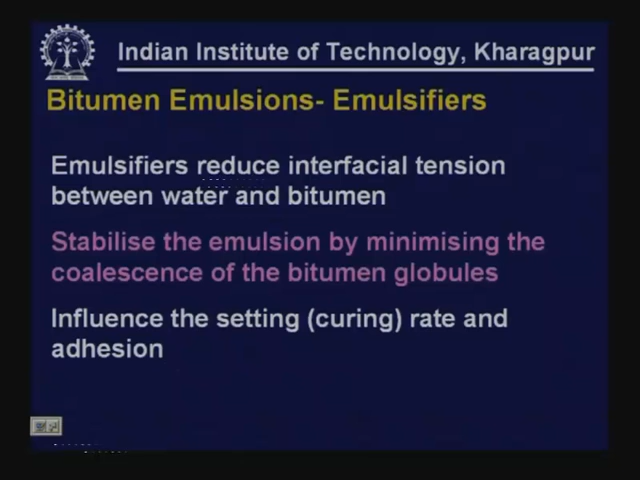 Indian Institute of Technology, Kharagpur
Bitumen Emulsions- Emulsifiers
Emulsifiers reduce interfacial tension
between water and bitumen
Stabilise the emulsion by minimising the
coalescence of the bitumen globules
Influence the setting (curing) rate and
adhesion